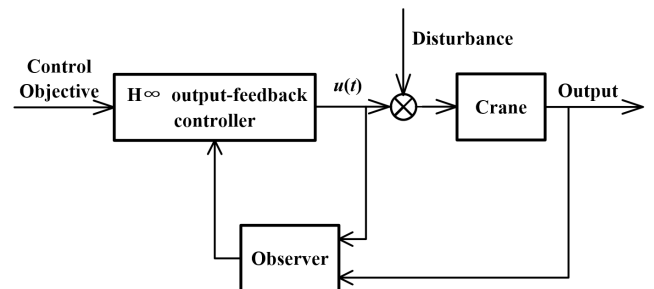 Disturbance
Control
Objective
H∞ output-feedback
controller
u(t)
Crane
Output
Observer